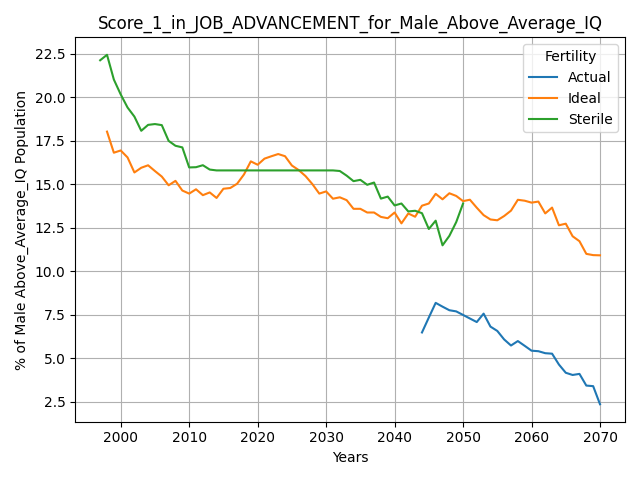 Score_1_in_JOB_ADVANCEMENT_for_Male_Above_Average_IQ
% of Male Above_Average_IQ Population
22.5
20.0
17.5
15.0
12.5
10.0
7.5
5.0
2.5
Fertility
Actual
Ideal
Sterile
2000 2010 2020 2030 2040 2050 2060 2070
Years